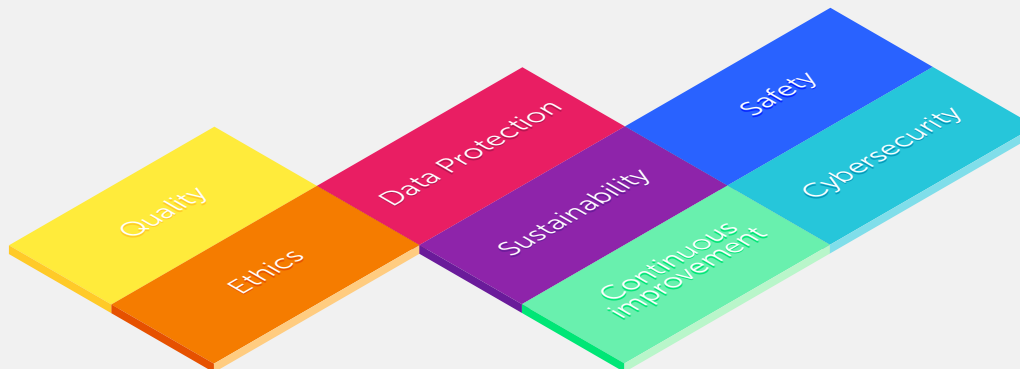 Quality
Ethics
Data Protection
Sustainability
Continuous
improvement
Safety
Cybersecurity